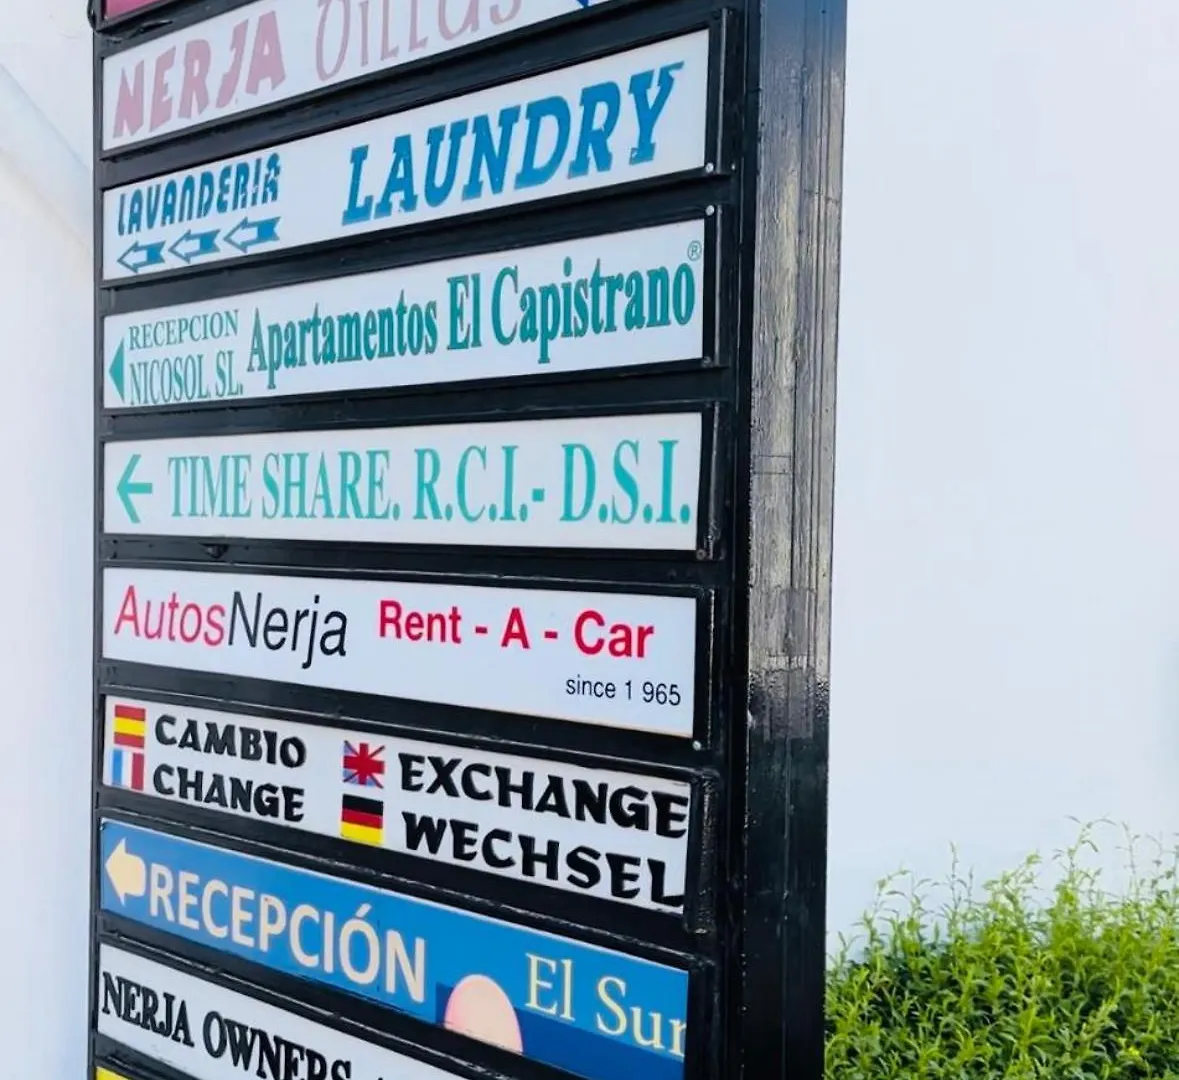 NERJA Villas
LAVANDERIA LAUNDRY
RECEPCION
NICOSOL SL. Apartamentos El Capistrano ®
TIME SHARE. R.C.I.- D.S.I.
AutosNerja Rent - A - Car
since 1 965
CAMBIO EXCHANGE
CHANGE WECHSEL
RECEPCIÓN El Sur
NERJA OWNERS